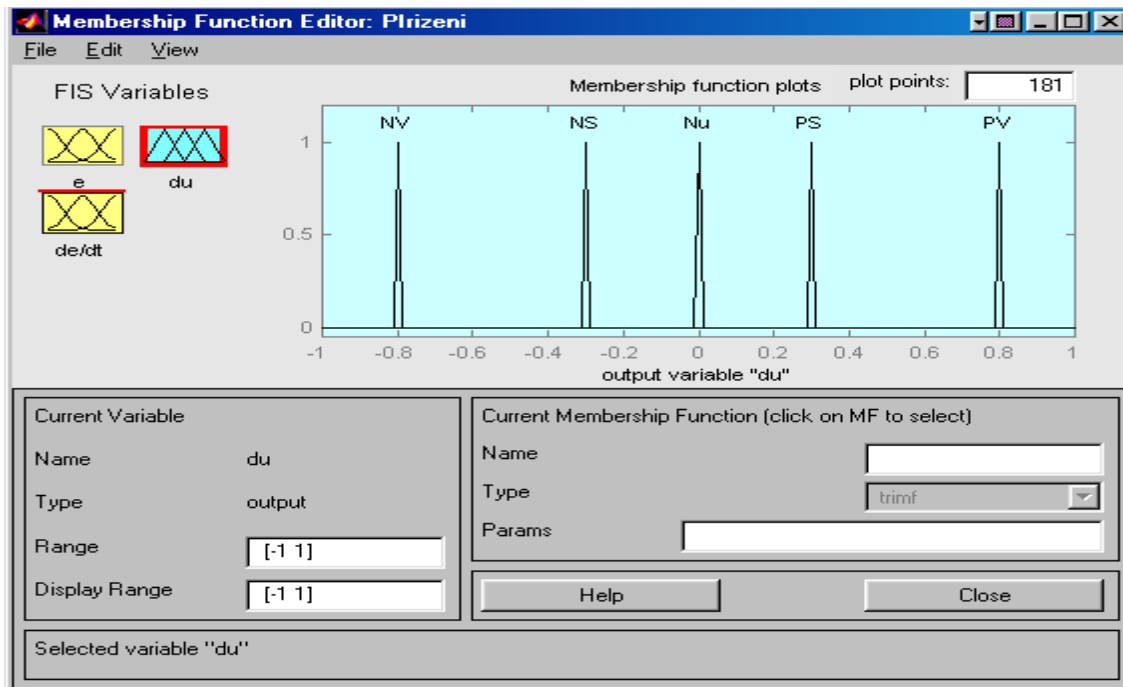 Membership Function Editor: PIrizeni
File Edit View
FIS Variables
Membership function plots plot points: 181
e
du
de/dt
NV NS Nu PS PV
1
0.5
0
-1 -0.8 -0.6 -0.4 -0.2 0 0.2 0.4 0.6 0.8 1
output variable "du"
Current Variable
Name du
Type output
Range [-1 1]
Display Range [-1 1]
Current Membership Function (click on MF to select)
Name
Type trimf
Params
Help Close
Selected variable "du"